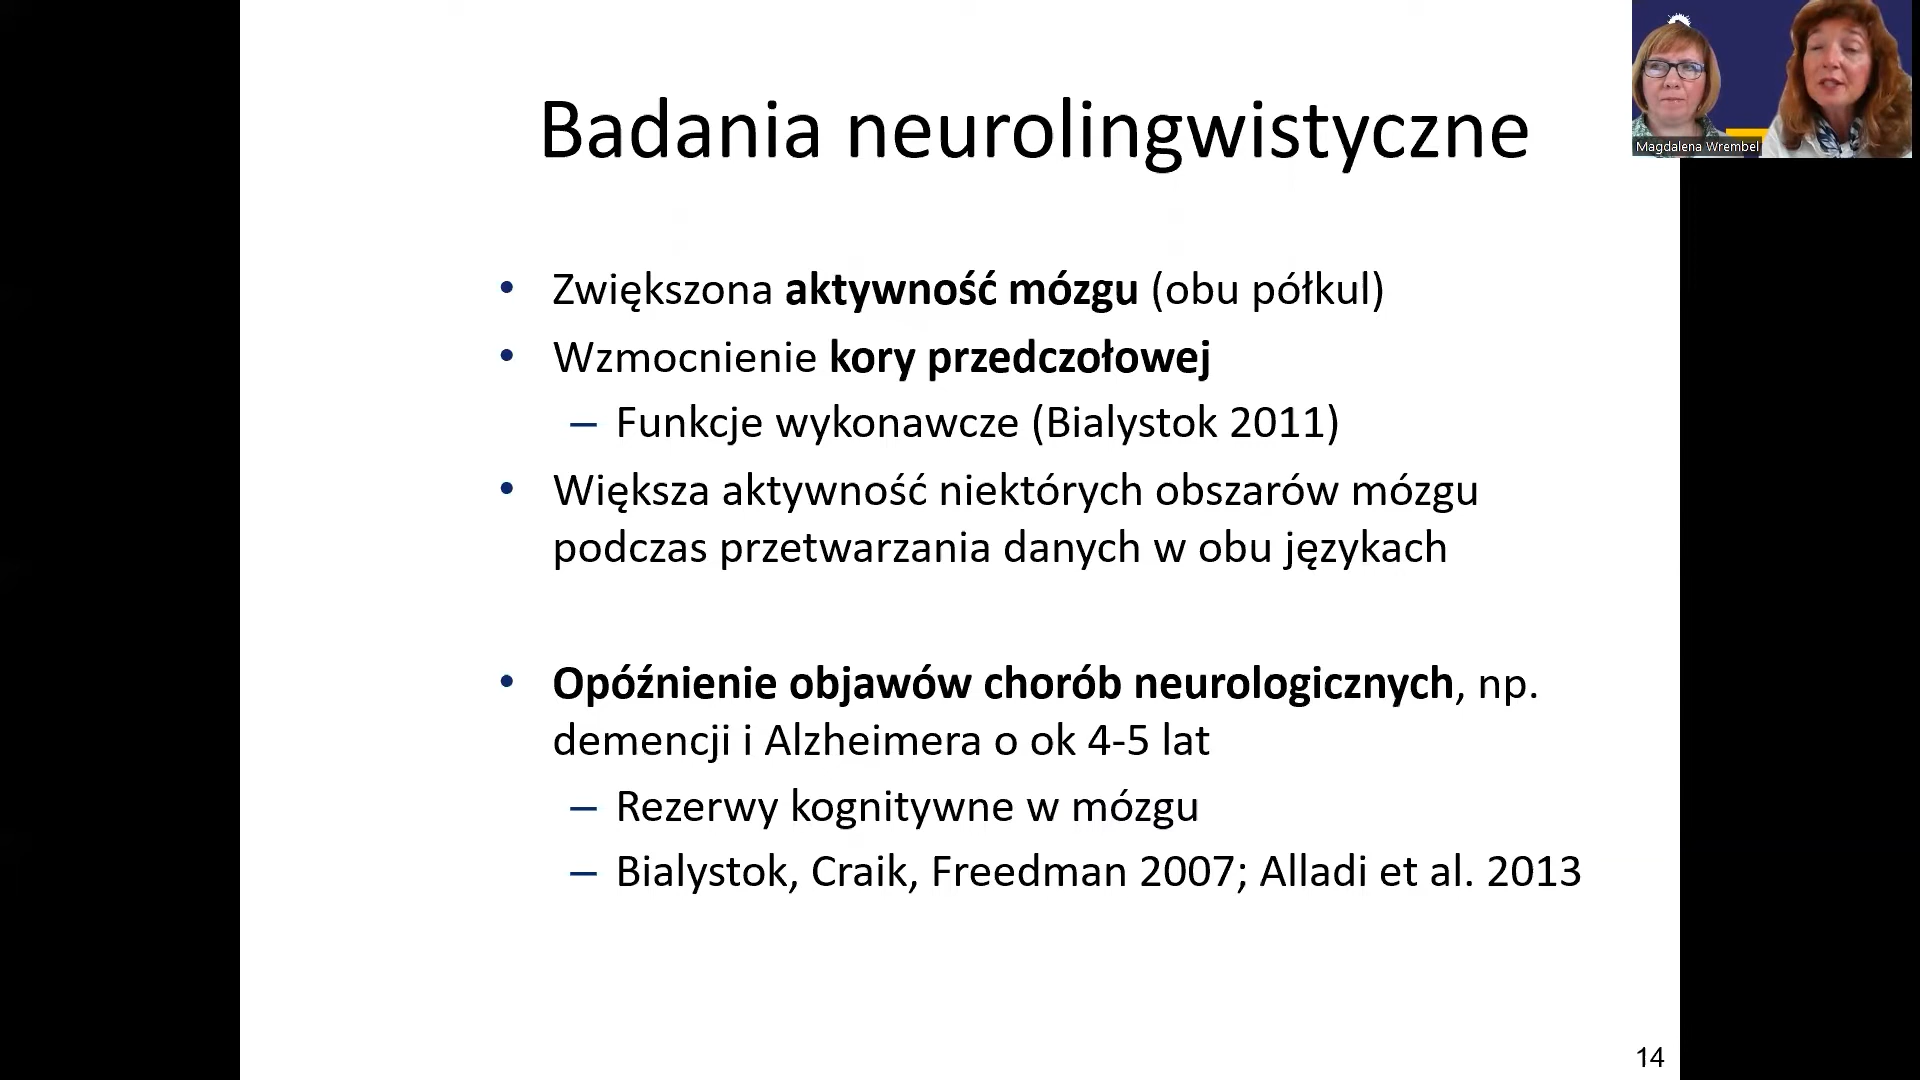 Badania neurolingwistyczne
Magdalena Wrembel
• Zwiększona aktywność mózgu (obu półkul)
• Wzmocnienie kory przedczołowej
– Funkcje wykonawcze (Bialystok 2011)
• Większa aktywność niektórych obszarów mózgu
podczas przetwarzania danych w obu językach
• Opóźnienie objawów chorób neurologicznych, np.
demencji i Alzheimera o ok 4-5 lat
– Rezerwy kognitywne w mózgu
– Bialystok, Craik, Freedman 2007; Alladi et al. 2013
14